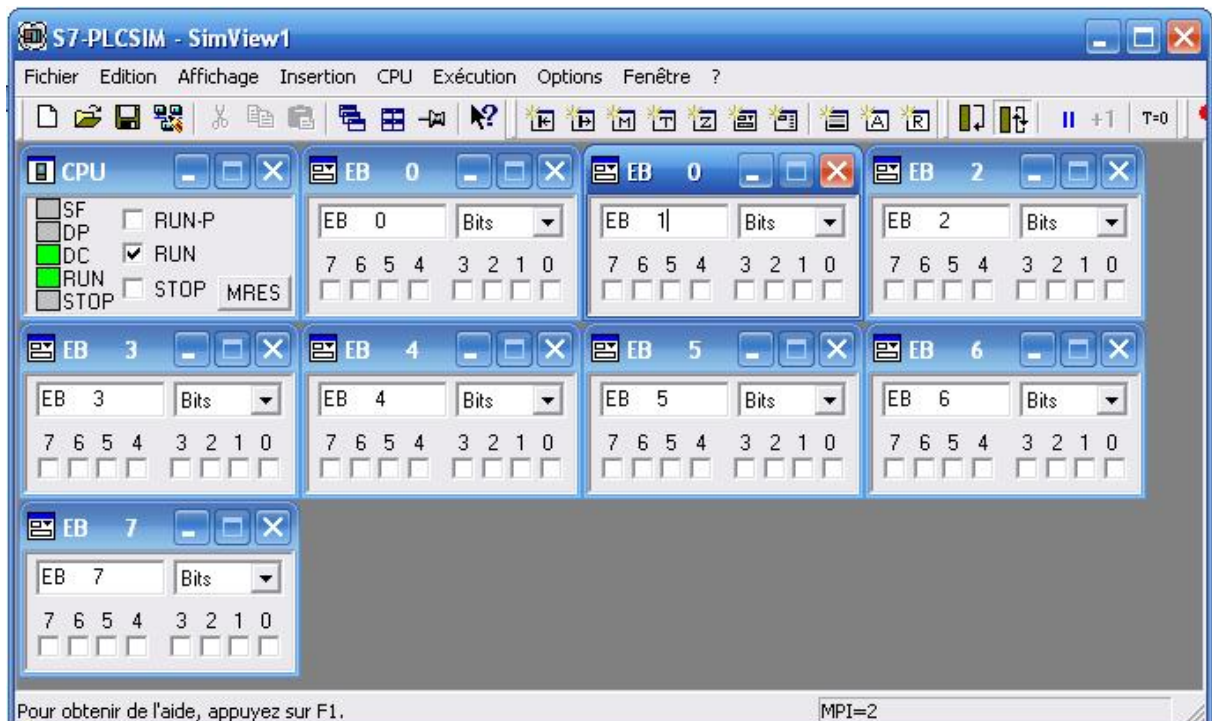 S7-PLCSIM - SimView1
Fichier Edition Affichage Insertion CPU Exécution Options Fenêtre ?
+1 T=0
CPU
SF
DP
DC
RUN
STOP
RUN-P
RUN
STOP
MRES
EB 0
EB 0 Bits
7 6 5 4 3 2 1 0
EB 0
EB 1 Bits
7 6 5 4 3 2 1 0
EB 2
EB 2 Bits
7 6 5 4 3 2 1 0
EB 3
EB 3 Bits
7 6 5 4 3 2 1 0
EB 4
EB 4 Bits
7 6 5 4 3 2 1 0
EB 5
EB 5 Bits
7 6 5 4 3 2 1 0
EB 6
EB 6 Bits
7 6 5 4 3 2 1 0
EB 7
EB 7 Bits
7 6 5 4 3 2 1 0
Pour obtenir de l'aide, appuyez sur F1.
MPI=2